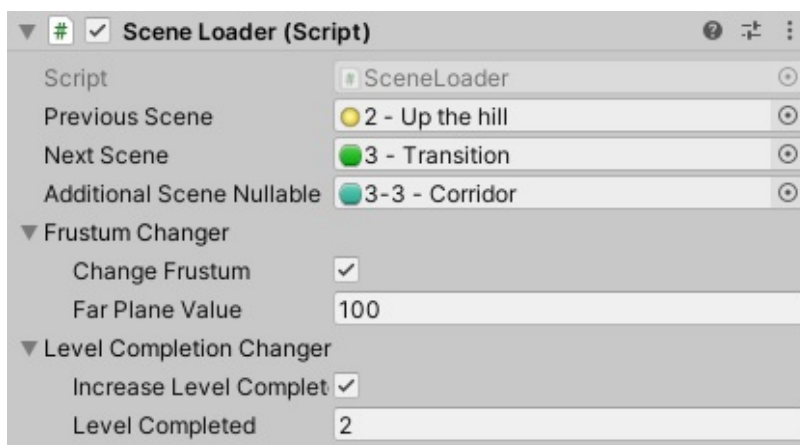 # Scene Loader (Script)
Script # SceneLoader
Previous Scene 2 - Up the hill
Next Scene 3 - Transition
Additional Scene Nullable 3-3 - Corridor
Frustum Changer
Change Frustum
Far Plane Value 100
Level Completion Changer
Increase Level Complet
Level Completed 2